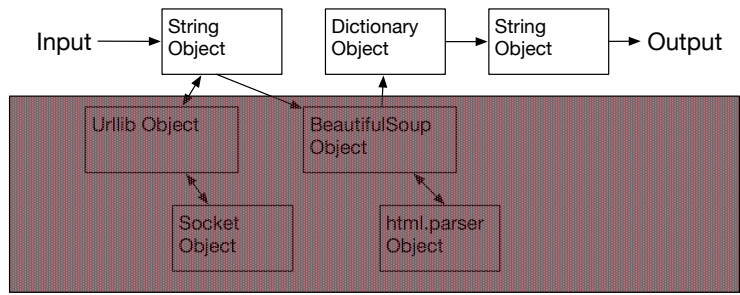 Input
String
Object
Dictionary
Object
String
Object
Output
Urllib Object
BeautifulSoup
Object
Socket
Object
html.parser
Object